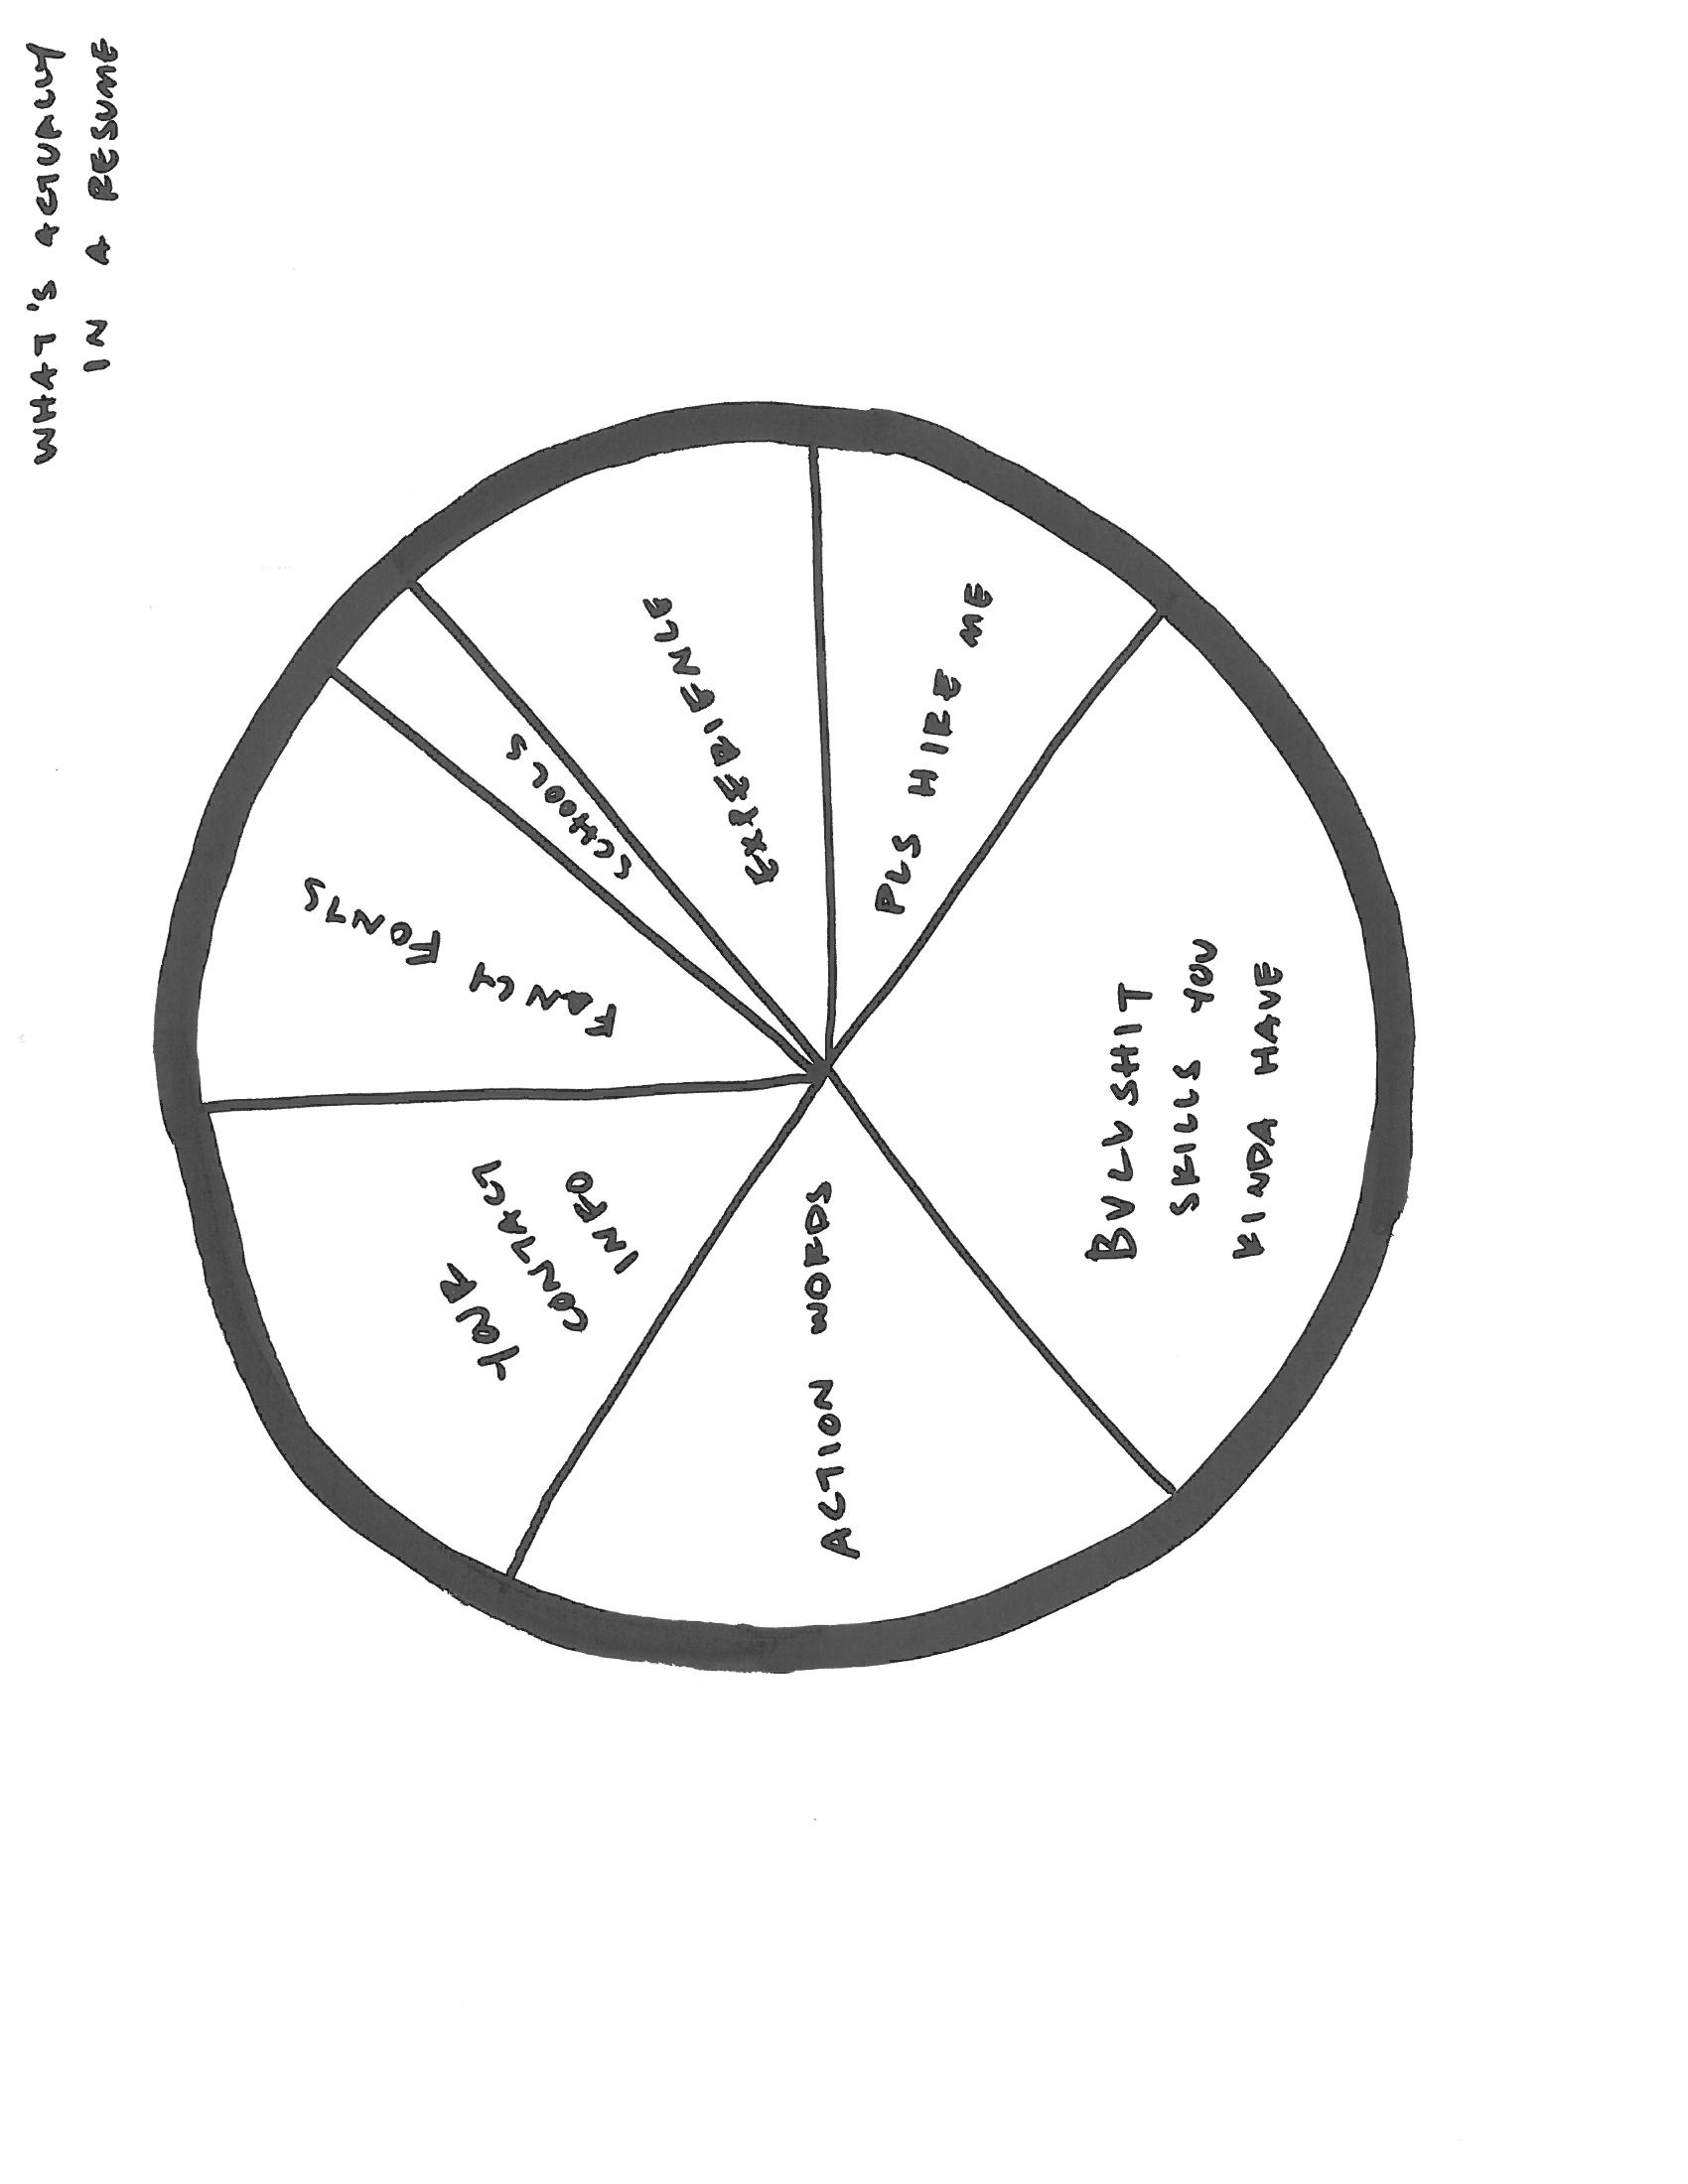 WHAT'S ACTUALLY
IN A RESUME
FANCY FONTS
SCHOOLS
EXPERIENCE
PLS HIRE ME
BULLSHIT
SKILLS YOU
KINDA HAVE
ACTION WORDS
YOUR
CONTACT
INFO